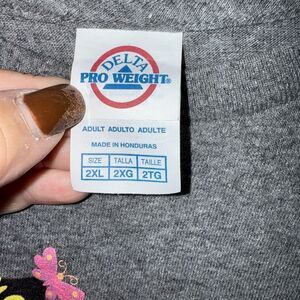 DELTA
PRO WEIGHT®
ADULT ADULTO ADULTE
MADE IN HONDURAS
SIZE TALLA TAILLE
2XL 2XG 2TG